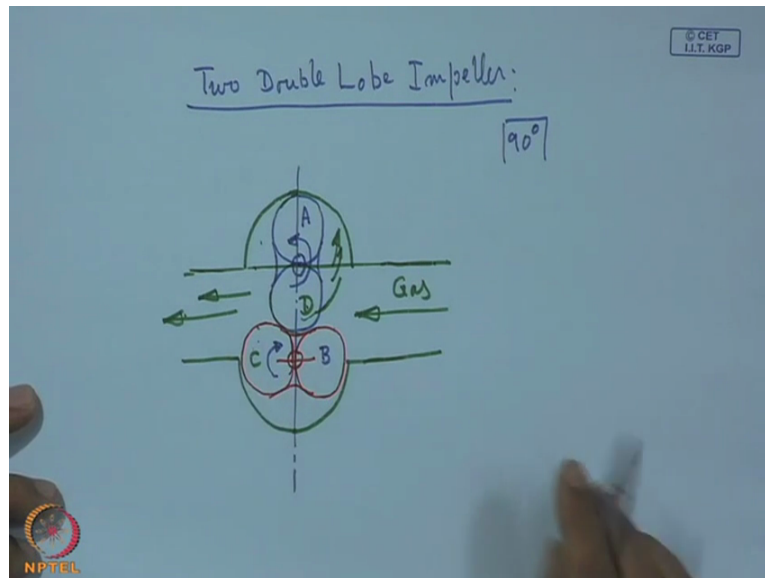 © CET
I.I.T. KGP
Two Double Lobe Impeller:
90°
A
Gas
D
C
B
NPTEL